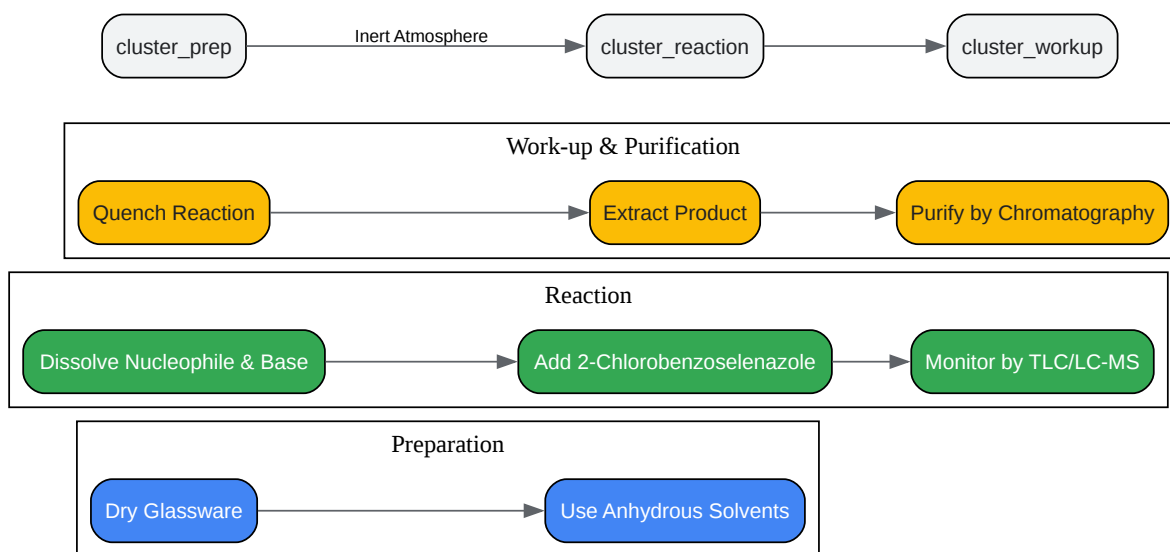 cluster_prep
Inert Atmosphere
cluster_reaction
cluster_workup
Work-up & Purification
Quench Reaction
Extract Product
Purify by Chromatography
Reaction
Dissolve Nucleophile & Base
Add 2-Chlorobenzoselenazole
Monitor by TLC/LC-MS
Preparation
Dry Glassware
Use Anhydrous Solvents